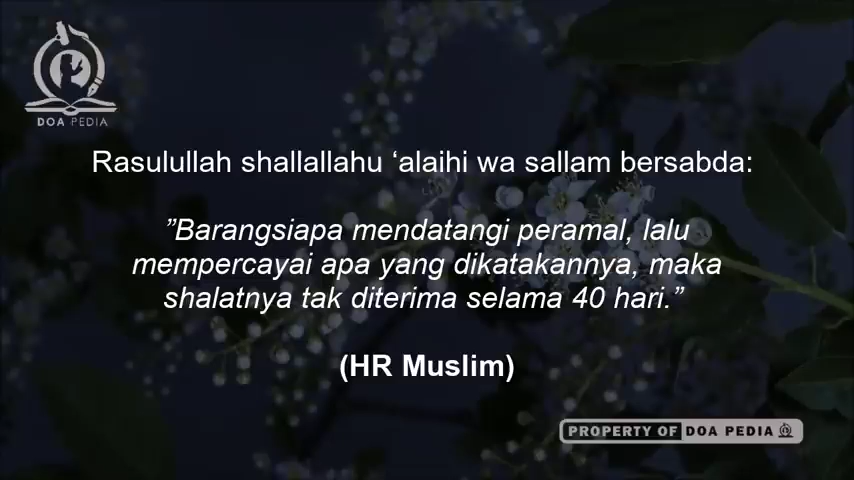 DOA PEDIA
Rasulullah shallallahu ‘alaihi wa sallam bersabda:
”Barangsiapa mendatangi peramal, lalu
mempercayai apa yang dikatakannya, maka
shalatnya tak diterima selama 40 hari.”
(HR Muslim)
PROPERTY OF DOA PEDIA